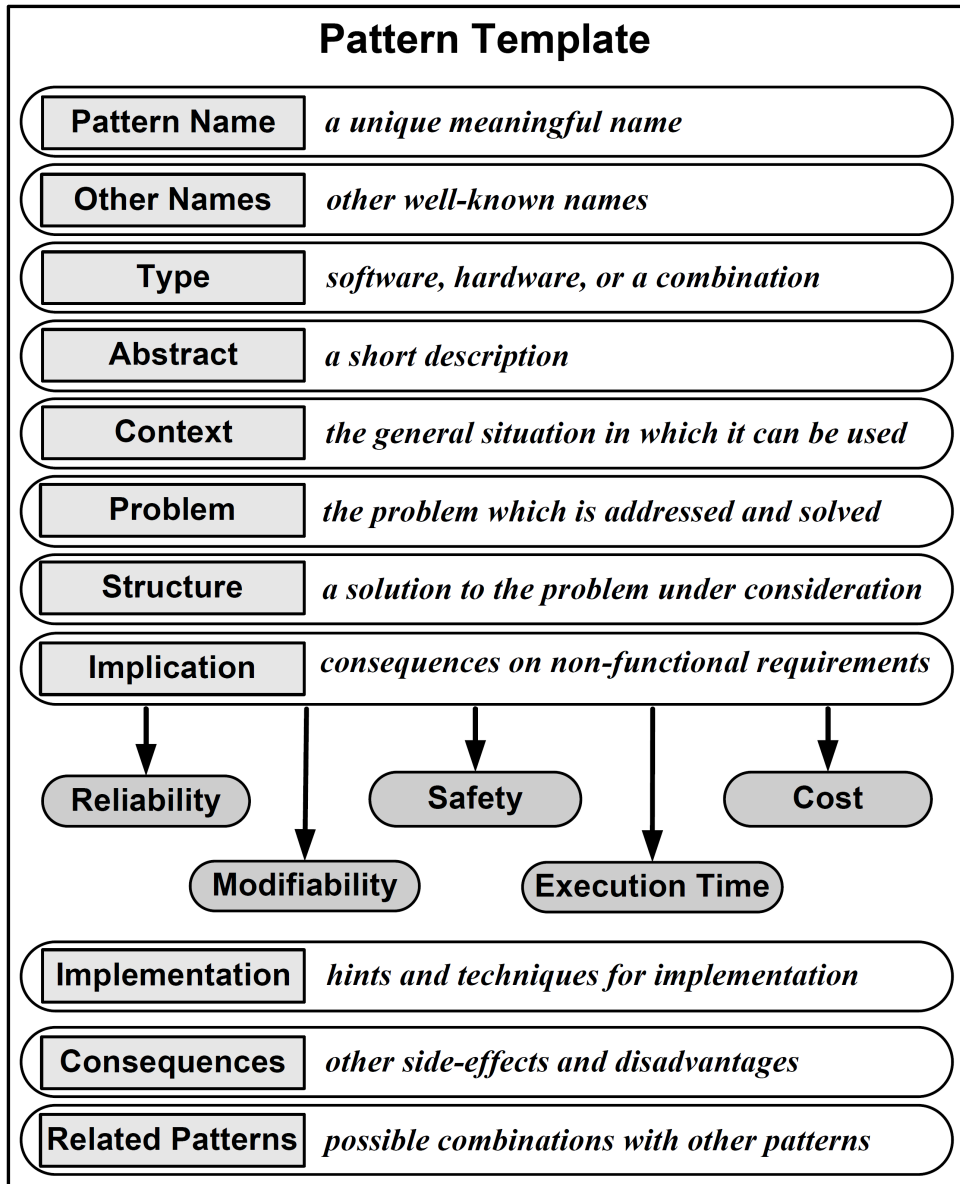 Pattern Template
Pattern Name a unique meaningful name
Other Names other well-known names
Type software, hardware, or a combination
Abstract a short description
Context the general situation in which it can be used
Problem the problem which is addressed and solved
Structure a solution to the problem under consideration
Implication consequences on non-functional requirements
Reliability Safety Cost
Modifiability Execution Time
Implementation hints and techniques for implementation
Consequences other side-effects and disadvantages
Related Patterns possible combinations with other patterns